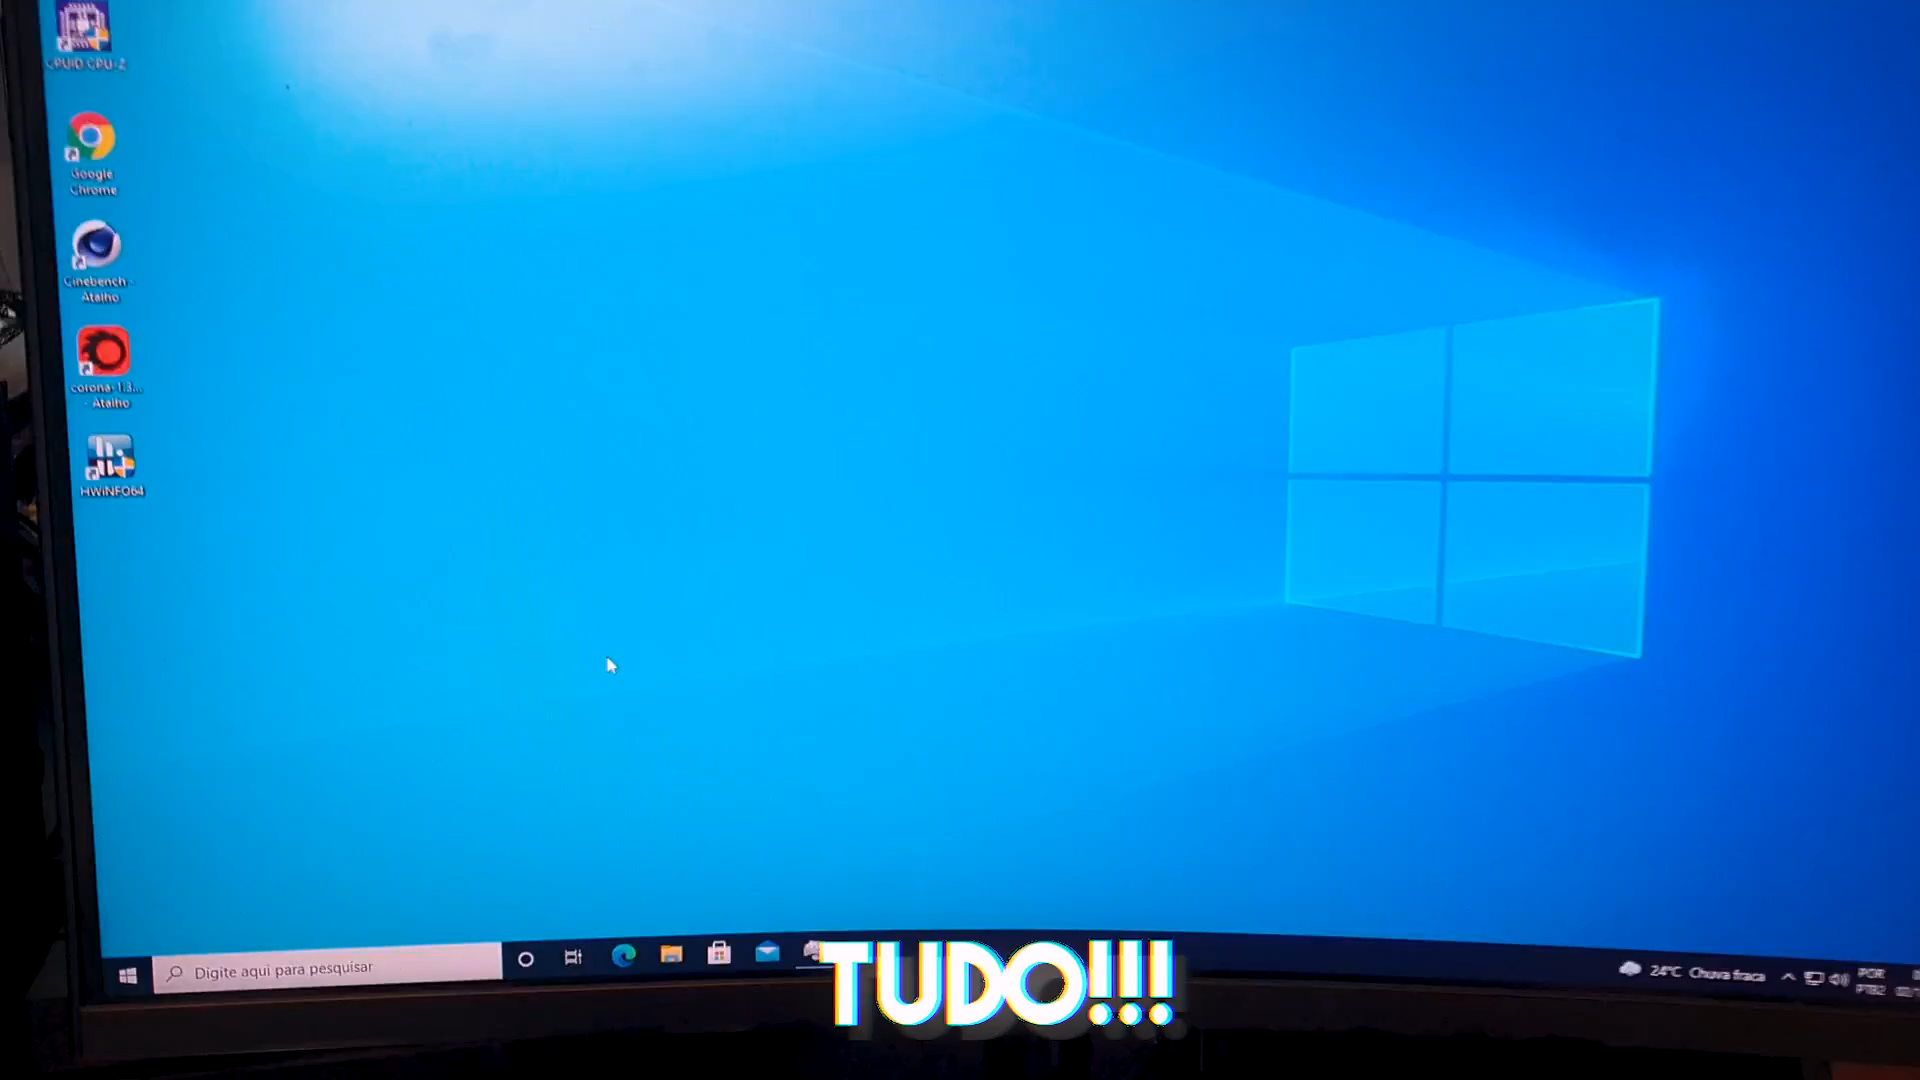 CPUID CPU-Z
Google
Chrome
Cinebench -
Atalho
corona-1.3...
- Atalho
HWiNFO64
Digite aqui para pesquisar
24°C Chuva fraca
POR
PTB2
TUDO!!!